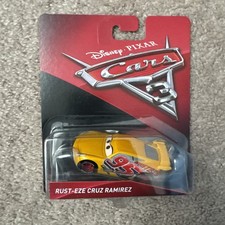 Disney · PIXAR
Cars
3
RUST-EZE CRUZ RAMIREZ